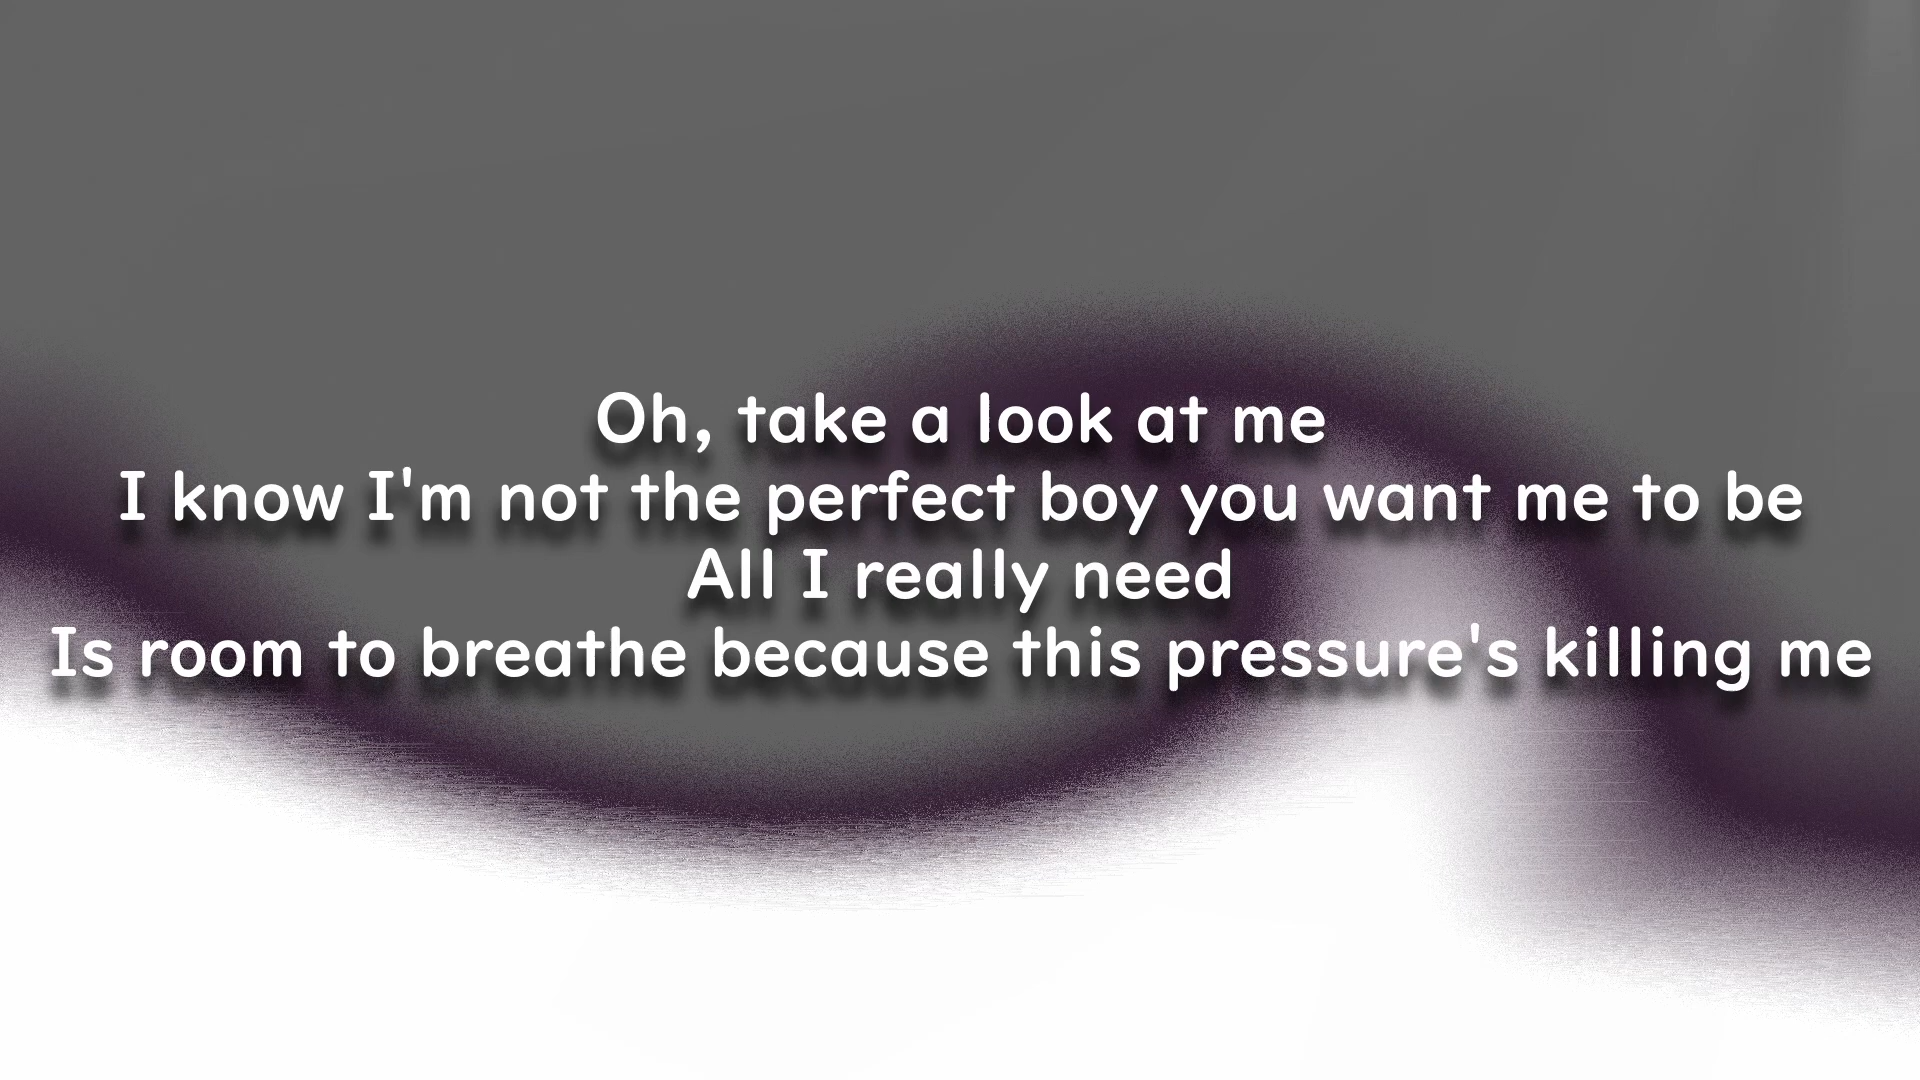 Oh, take a look at me
I know I'm not the perfect boy you want me to be
All I really need
Is room to breathe because this pressure's killing me